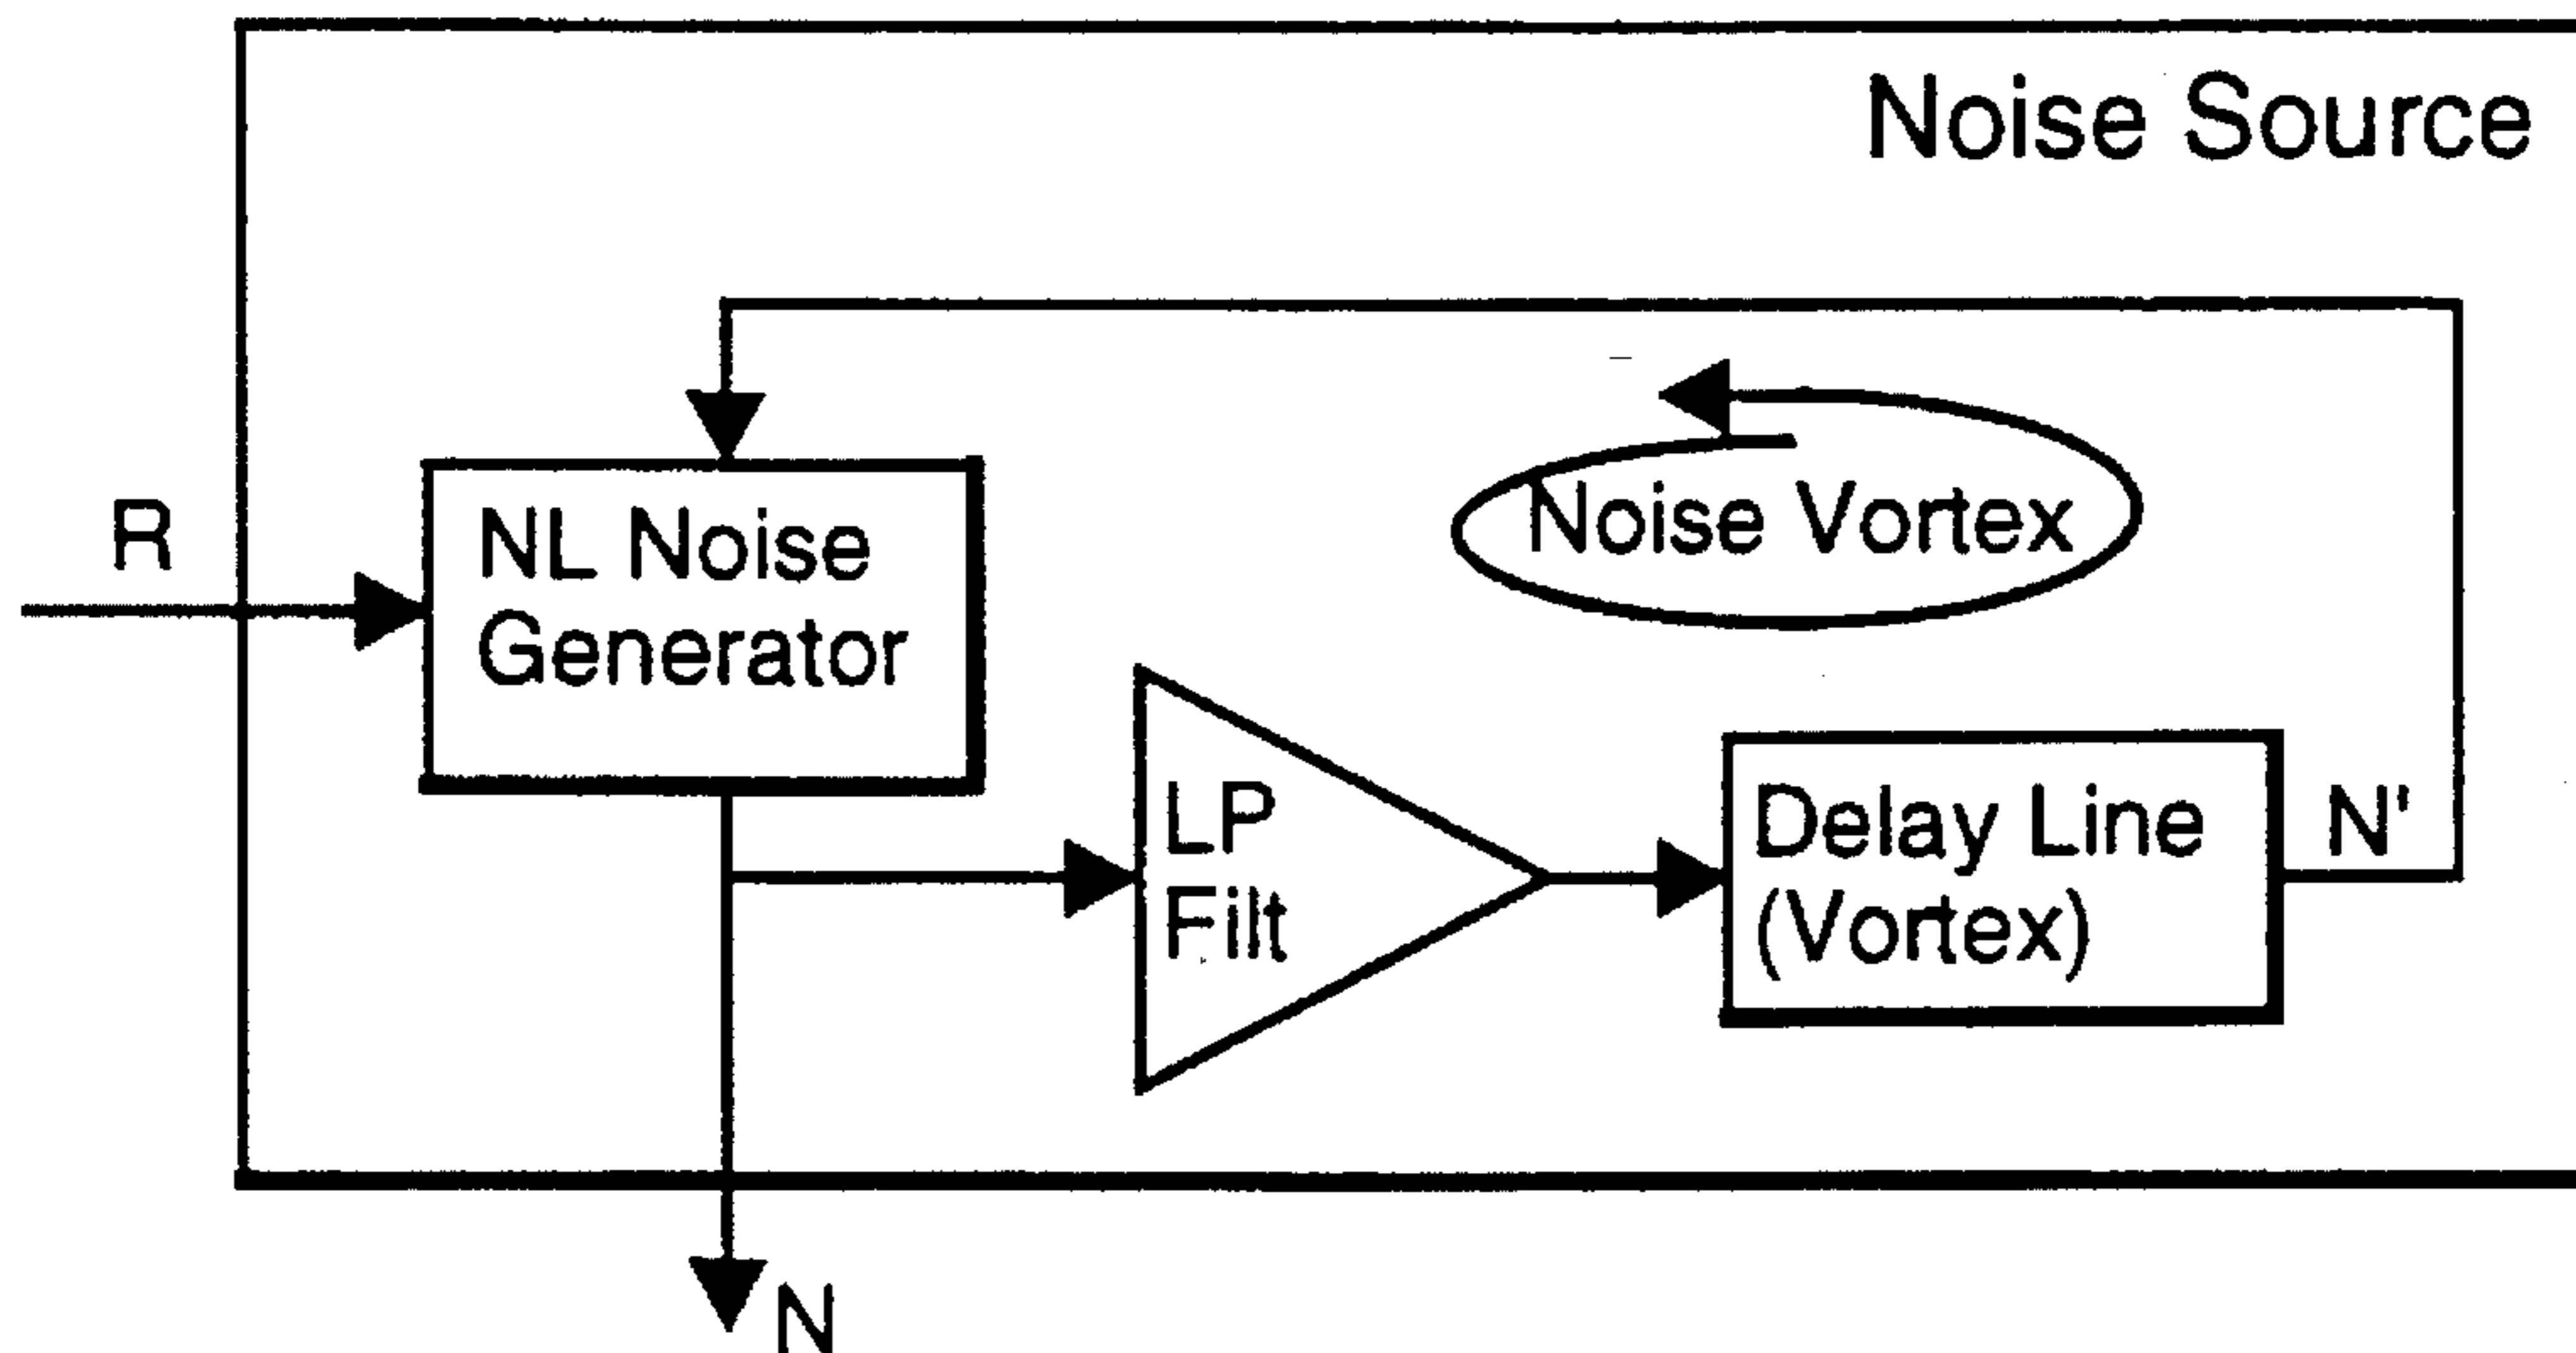 Noise Source
R
NL Noise
Generator
Noise Vortex
LP
Filt
Delay Line
(Vortex)
N'
N